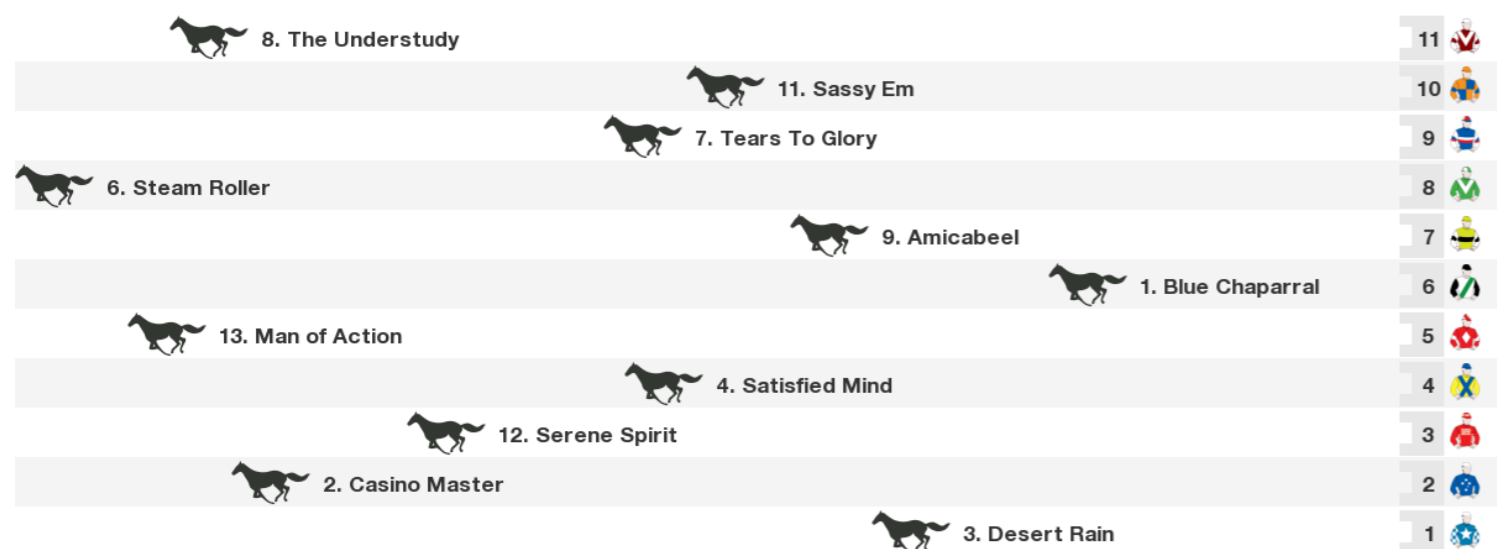 8. The Understudy 11
11. Sassy Em 10
7. Tears To Glory 9
6. Steam Roller 8
9. Amicabeel 7
1. Blue Chaparral 6
13. Man of Action 5
4. Satisfied Mind 4
12. Serene Spirit 3
2. Casino Master 2
3. Desert Rain 1